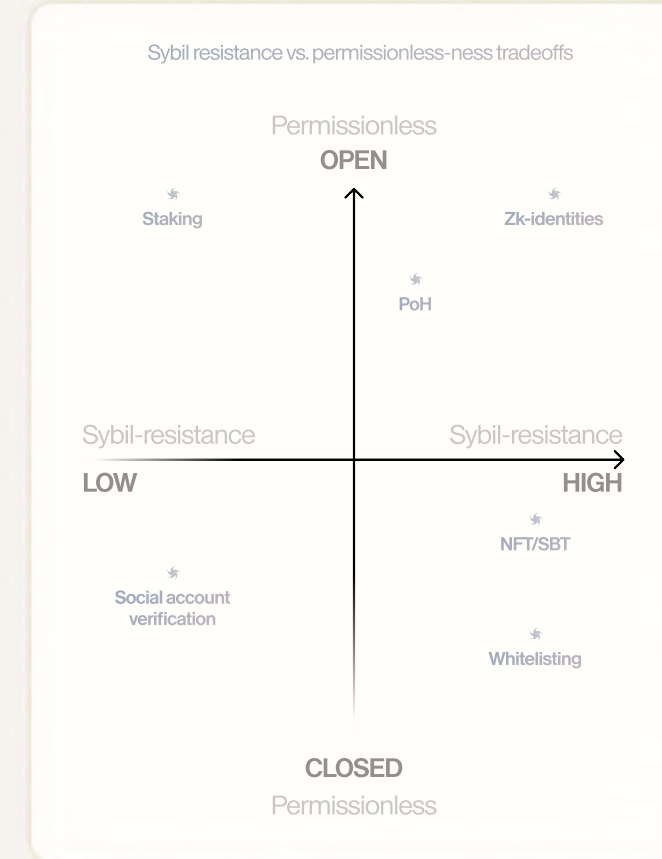 Sybil resistance vs. permissionless-ness tradeoffs
Permissionless
OPEN
Staking
Zk-identities
PoH
Sybil-resistance
Sybil-resistance
LOW
HIGH
NFT/SBT
Social account
verification
Whitelisting
CLOSED
Permissionless